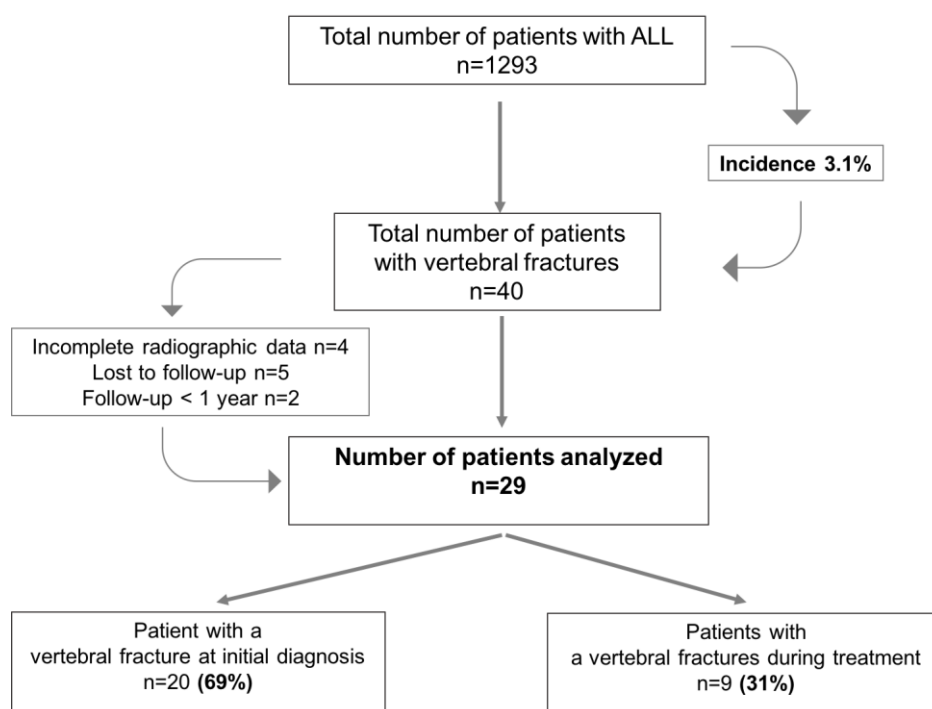 Total number of patients with ALL
n=1293
Incidence 3.1%
Total number of patients
with vertebral fractures
n=40
Incomplete radiographic data n=4
Lost to follow-up n=5
Follow-up < 1 year n=2
Number of patients analyzed
n=29
Patient with a
vertebral fracture at initial diagnosis
n=20 (69%)
Patients with
a vertebral fractures during treatment
n=9 (31%)